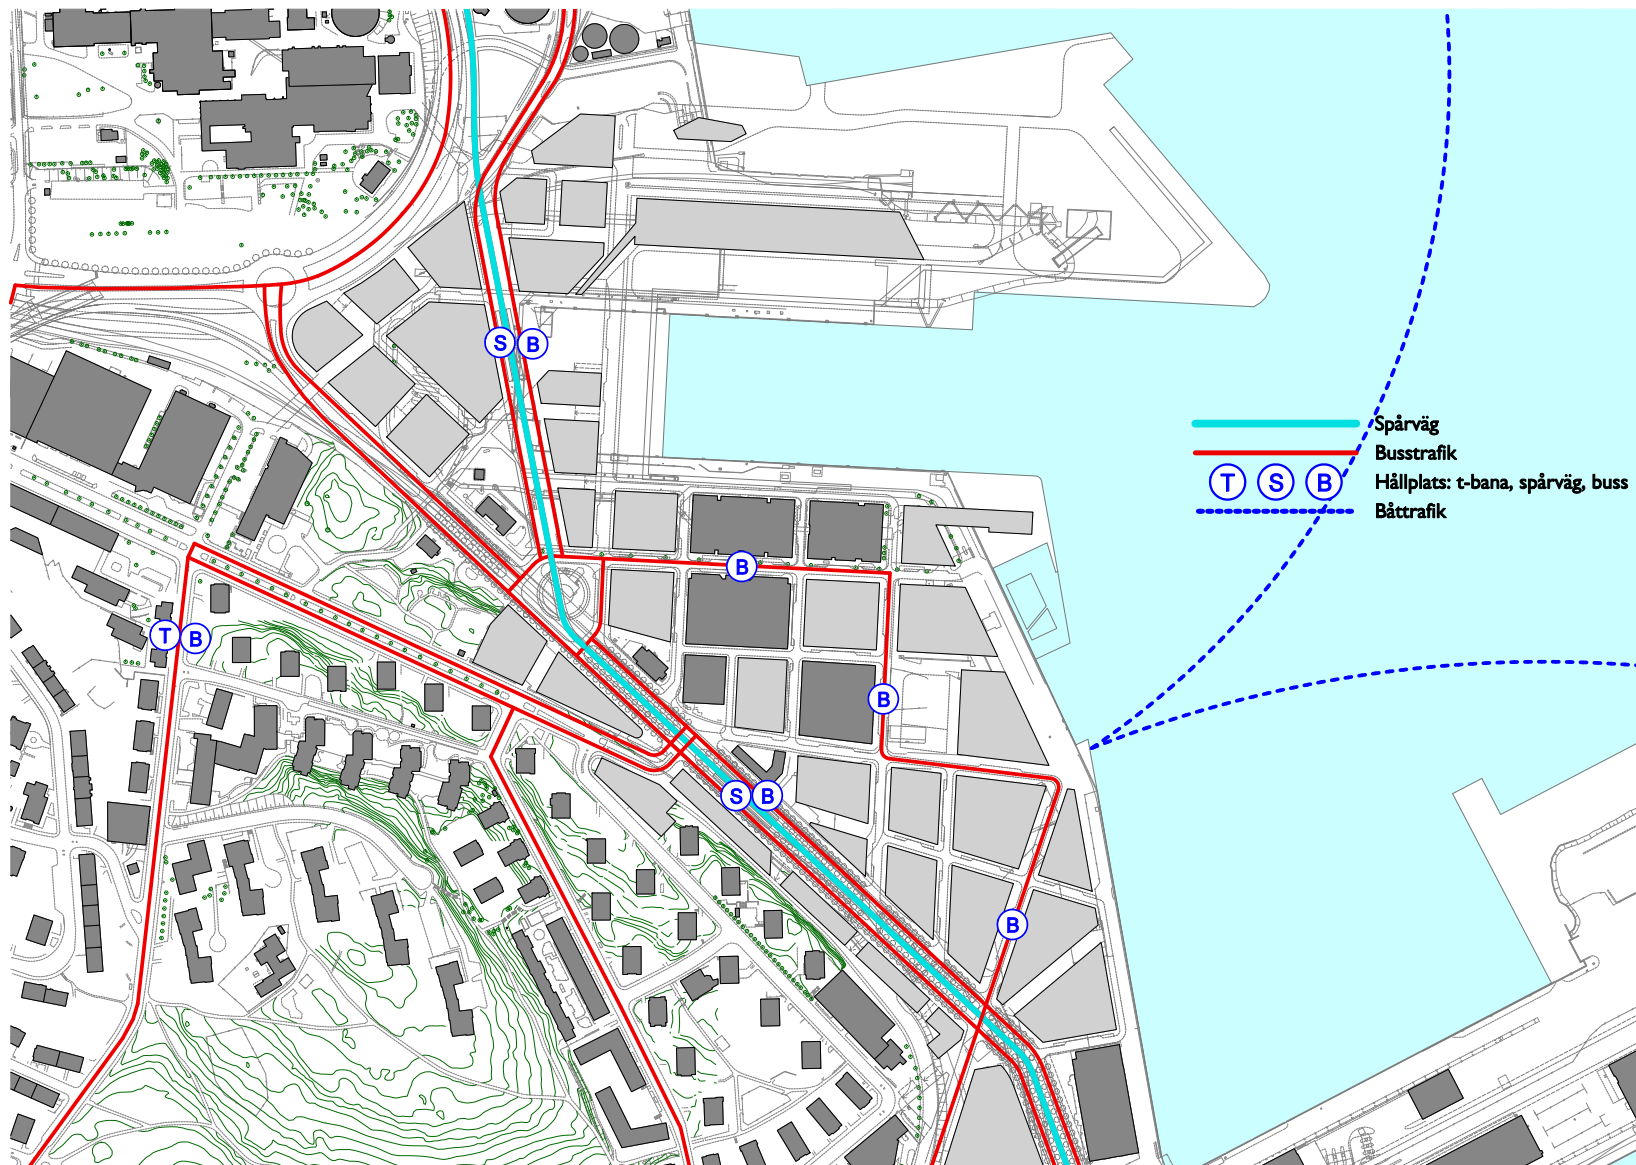 S B
Spårväg
Busstrafik
T S B Hållplats: t-bana, spårväg, buss
Båttrafik
B
T B
B
S B
B